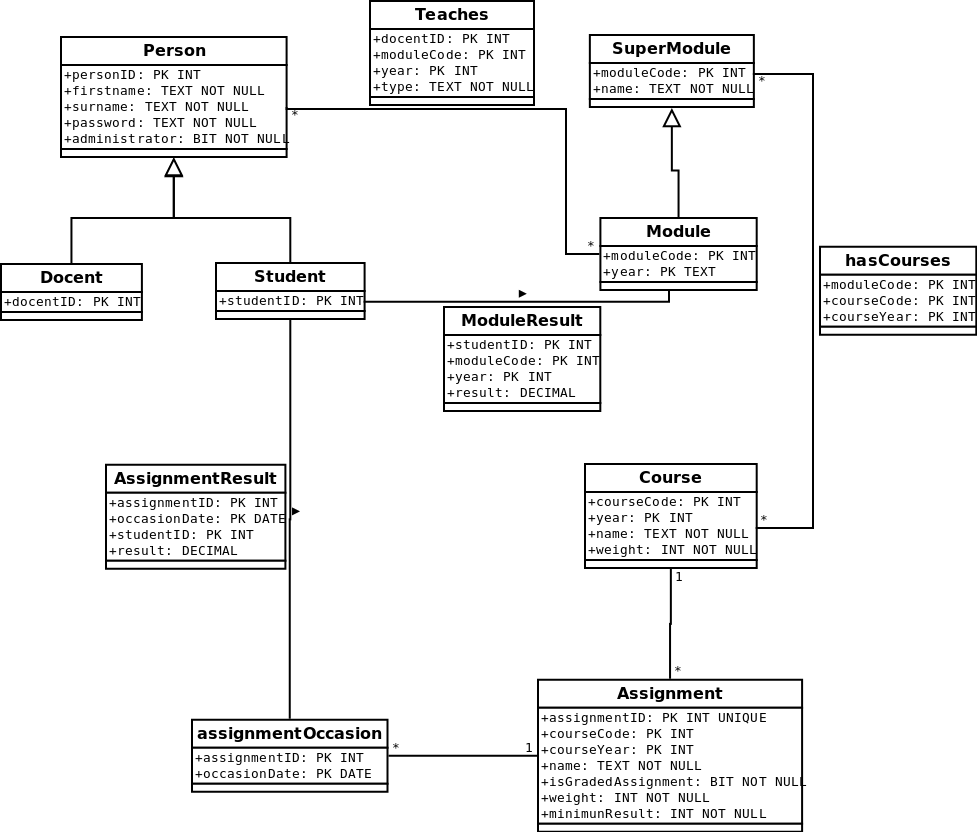 Teaches
+docentID: PK INT
+moduleCode: PK INT
+year: PK INT
+type: TEXT NOT NULL
Person
+personID: PK INT
+firstname: TEXT NOT NULL
+surname: TEXT NOT NULL
+password: TEXT NOT NULL
+administrator: BIT NOT NULL
*
SuperModule
+moduleCode: PK INT
+name: TEXT NOT NULL
*
Module
+moduleCode: PK INT
+year: PK TEXT
*
hasCourses
+moduleCode: PK INT
+courseCode: PK INT
+courseYear: PK INT
Docent
+docentID: PK INT
Student
+studentID: PK INT
ModuleResult
+studentID: PK INT
+moduleCode: PK INT
+year: PK INT
+result: DECIMAL
AssignmentResult
+assignmentID: PK INT
+occasionDate: PK DATE
+studentID: PK INT
+result: DECIMAL
Course
+courseCode: PK INT
+year: PK INT
+name: TEXT NOT NULL
+weight: INT NOT NULL
*
1
*
Assignment
+assignmentID: PK INT UNIQUE
+courseCode: PK INT
+courseYear: PK INT
+name: TEXT NOT NULL
+isGradedAssignment: BIT NOT NULL
+weight: INT NOT NULL
+minimunResult: INT NOT NULL
assignmentOccasion
+assignmentID: PK INT
+occasionDate: PK DATE
*
1